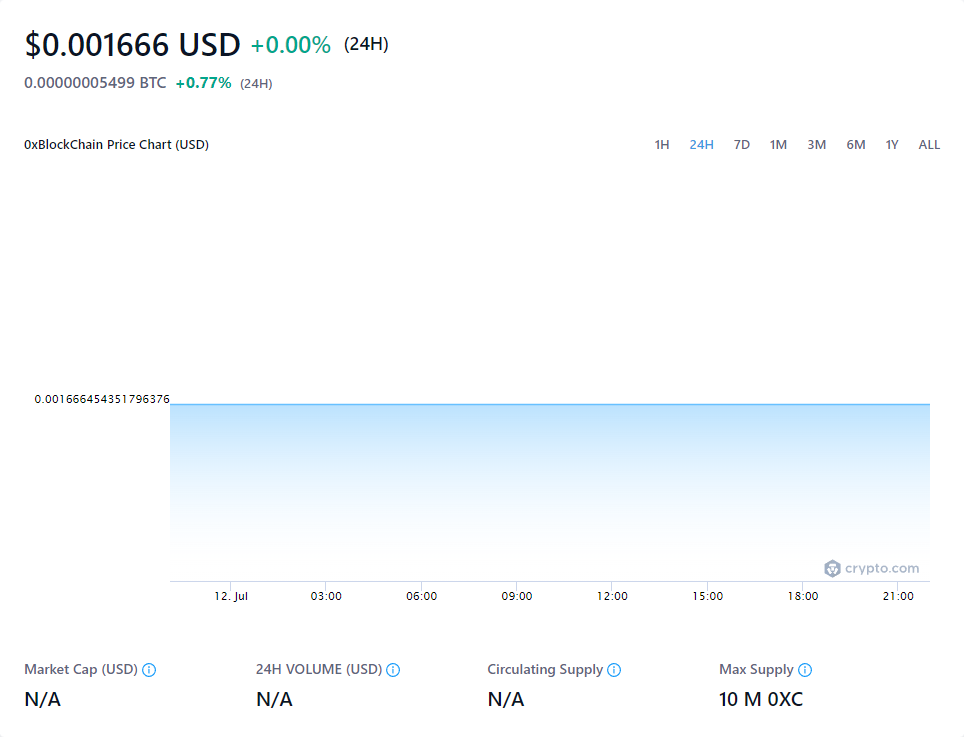 $0.001666 USD +0.00% (24H)
0.00000005499 BTC +0.77% (24H)
0xBlockChain Price Chart (USD)
1H 24H 7D 1M 3M 6M 1Y ALL
0.001666454351796376
crypto.com
12. Jul 03:00 06:00 09:00 12:00 15:00 18:00 21:00
Market Cap (USD) 24H VOLUME (USD) Circulating Supply Max Supply
N/A N/A N/A 10 M 0XC